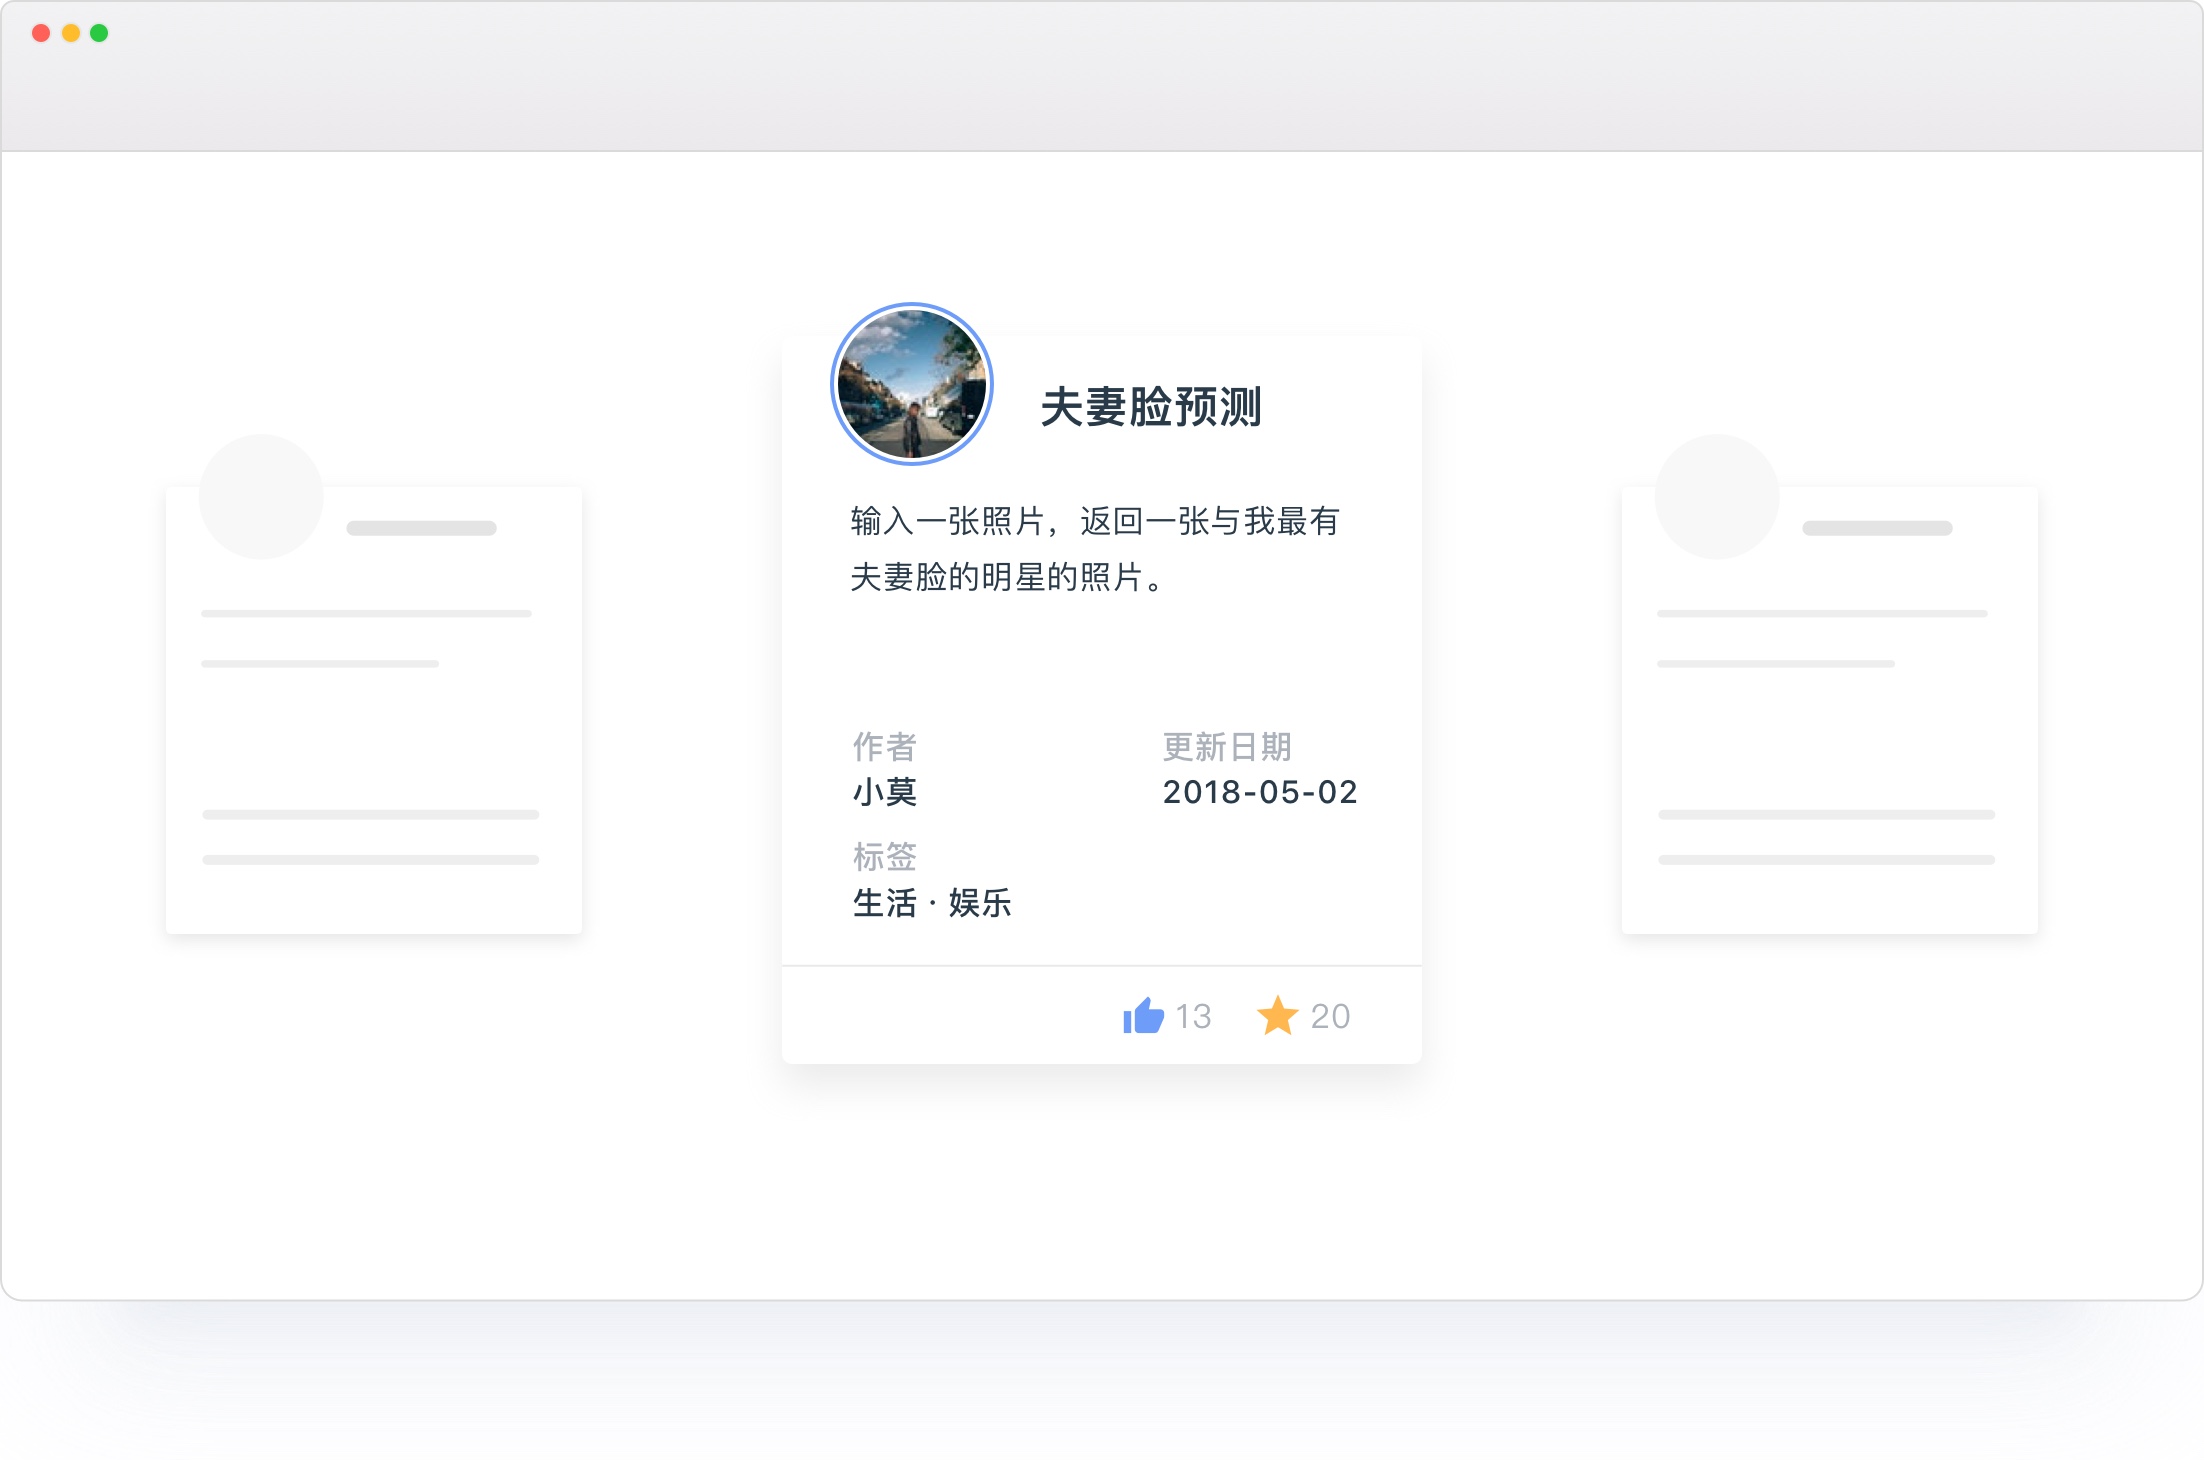 夫妻脸预测
输入一张照片，返回一张与我最有
夫妻脸的明星的照片。
作者
更新日期
小莫
2018-05-02
标签
生活 · 娱乐
13
20